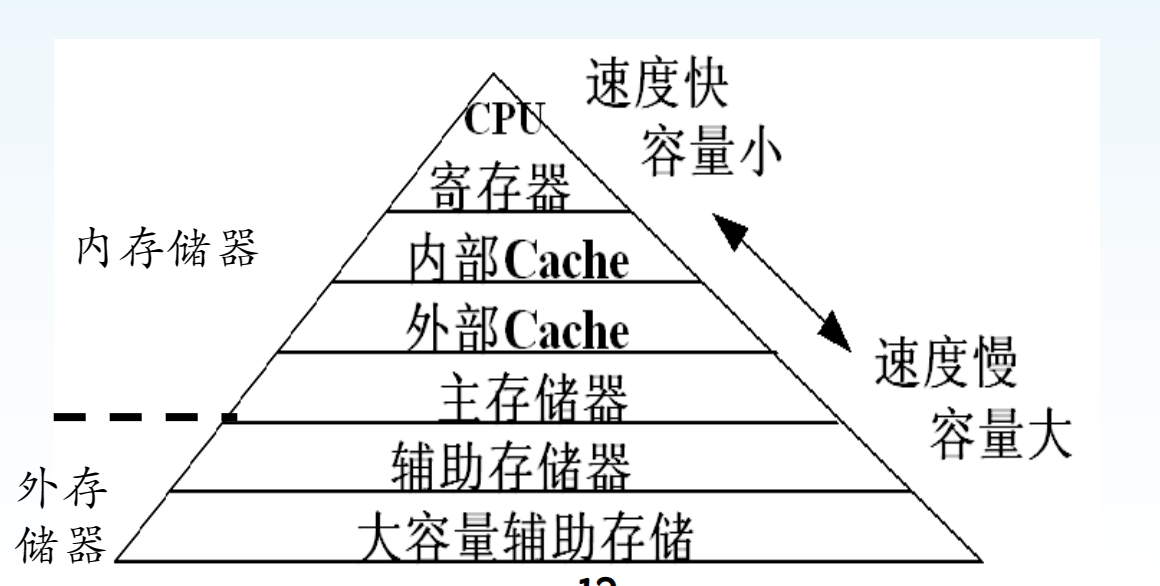 速度快
CPU
容量小
寄存器
内存储器
内部Cache
外部Cache
速度慢
主存储器
容量大
辅助存储器
外存
储器
大容量辅助存储
12